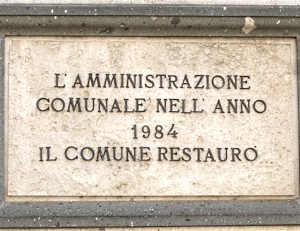 L'AMMINISTRAZIONE
COMUNALE NELL'ANNO
1984
IL COMUNE RESTAURO